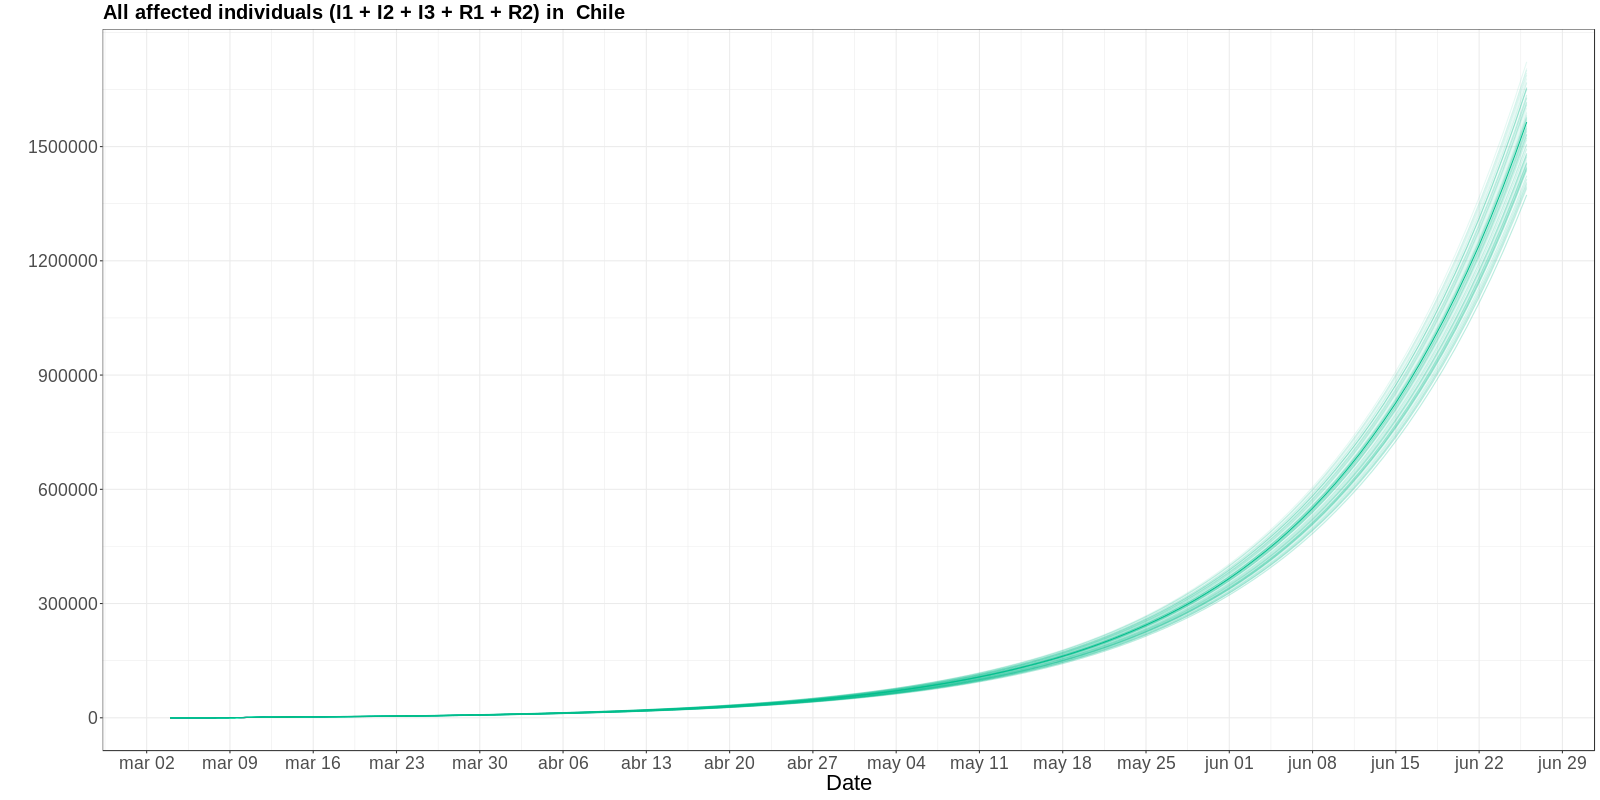 All affected individuals (I1 + I2 + I3 + R1 + R2) in  Chile
1500000
1200000
900000
600000
300000
0
mar 02 mar 09 mar 16 mar 23 mar 30 abr 06 abr 13 abr 20 abr 27 may 04 may 11 may 18 may 25 jun 01 jun 08 jun 15 jun 22 jun 29
Date